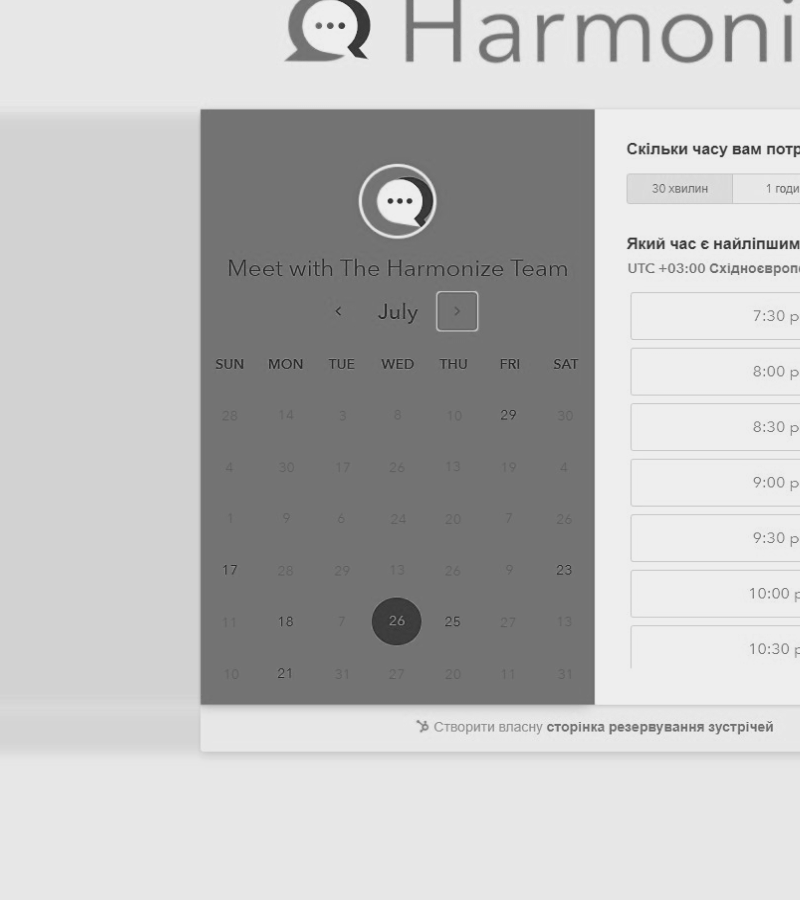 Harmoni
Meet with The Harmonize Team
July
SUN MON TUE WED THU FRI SAT
28 14 3 8 10 29 30
4 30 17 26 13 19 4
1 9 6 24 20 7 26
17 28 29 13 26 9 23
11 18 7 26 25 27 13
10 21 31 27 20 11 31
Скільки часу вам потр
30 хвилин 1 годи
Який час є найліпшим
UTC +03:00 Східноєвропе
7:30 p
8:00 p
8:30 p
9:00 p
9:30 p
10:00 p
10:30 p
Створити власну сторінка резервування зустрічей